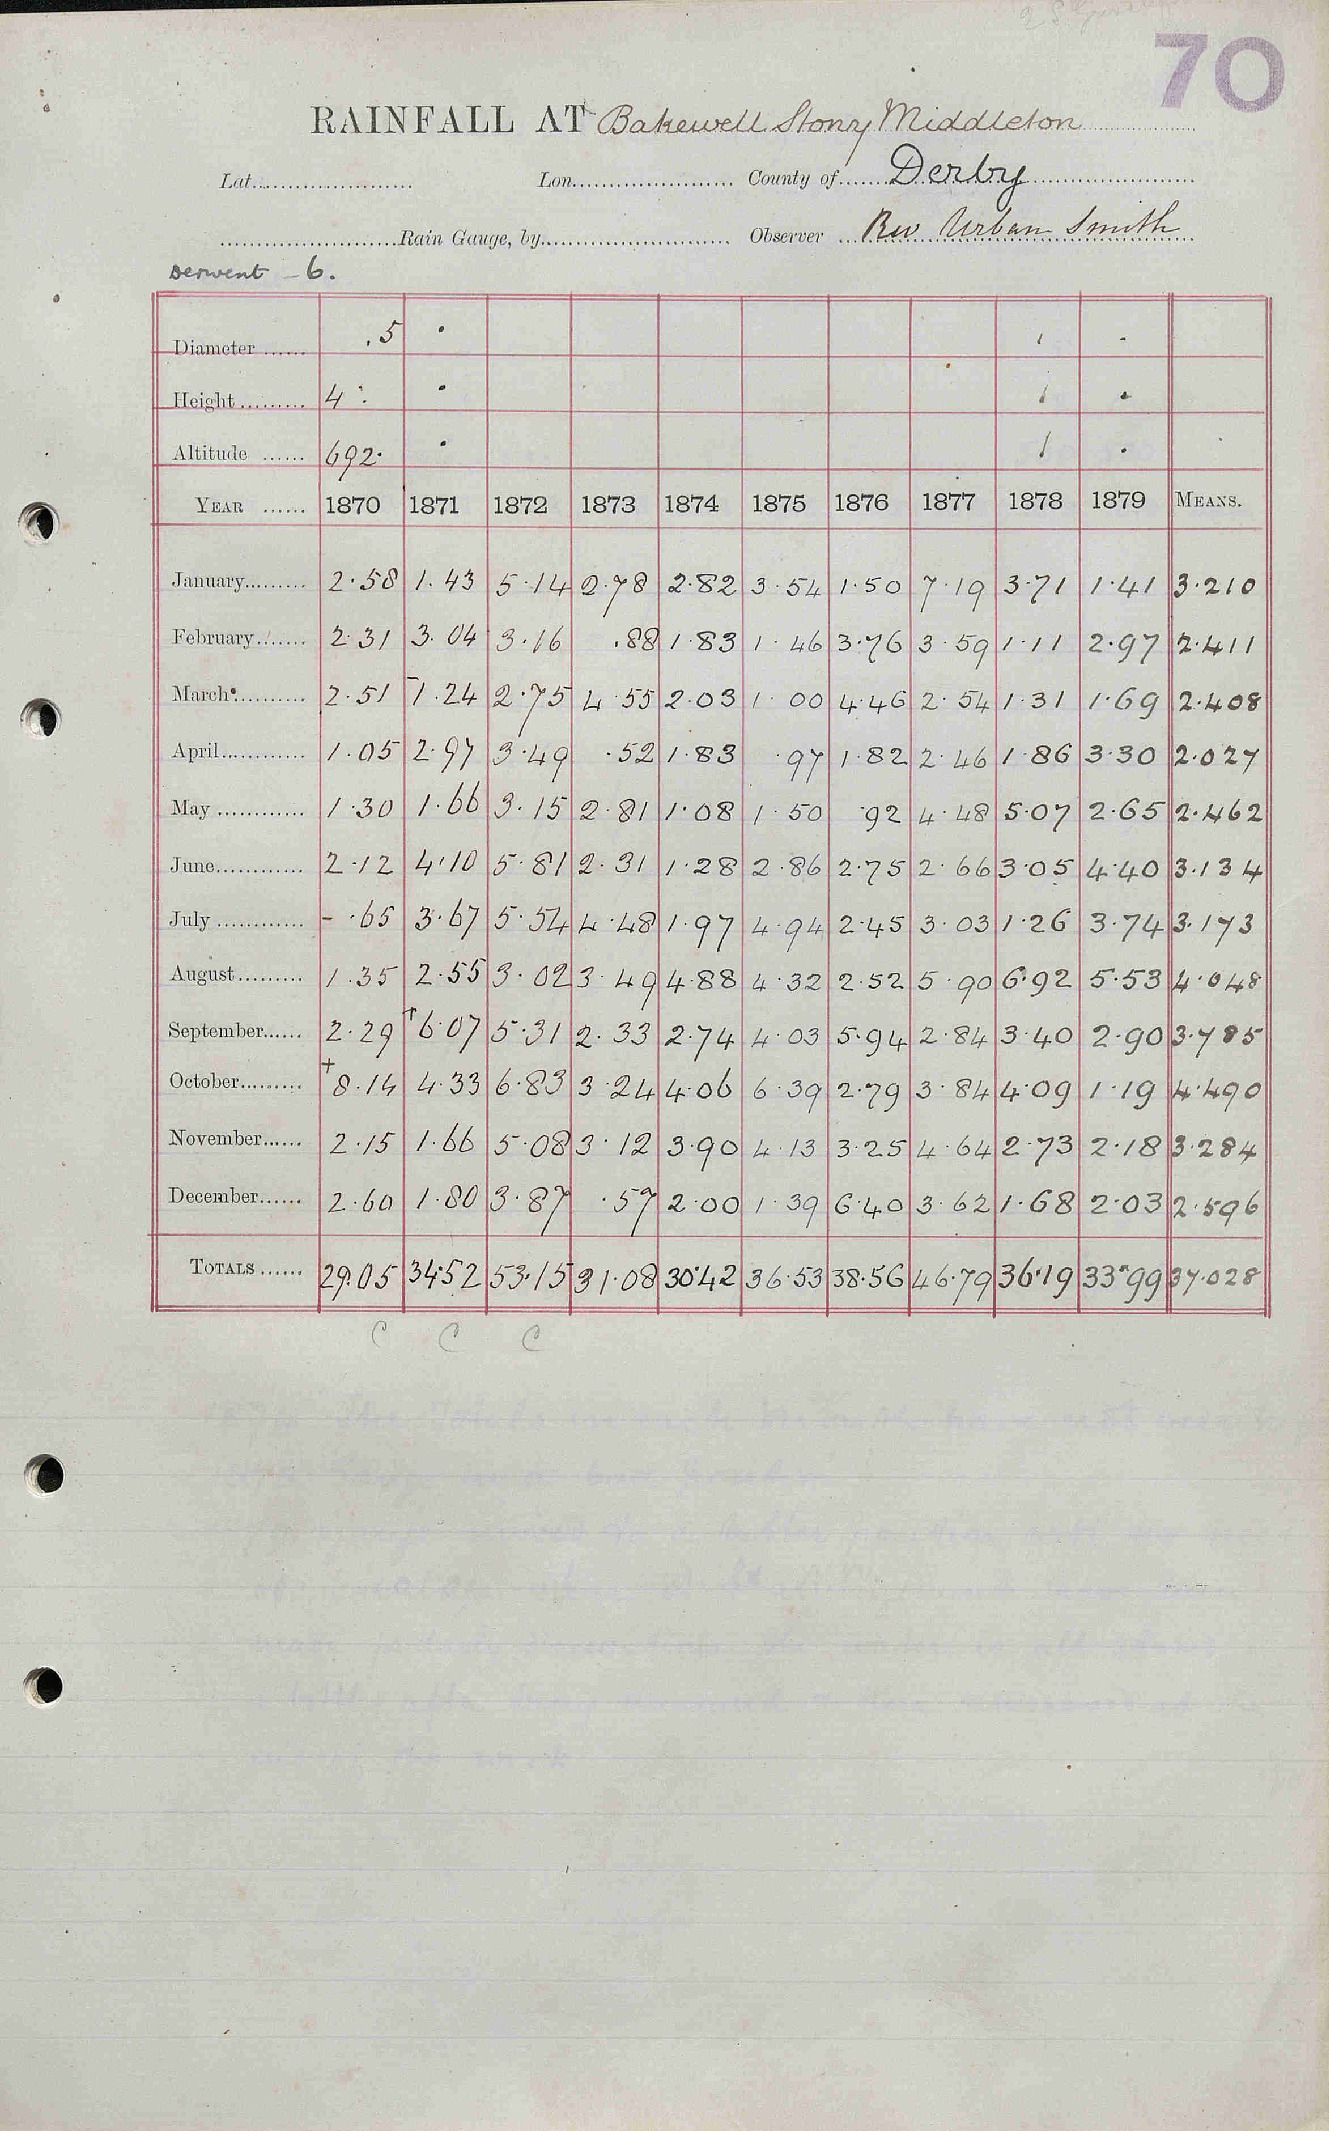 70
RAINFALL AT Bakewell Stony Middleton
Lat. Lon. County of Derby
Rain Gauge, by Observer Rev Urban Smith
Derwent - 6.
Diameter .5
Height 4
Altitude 692
YEAR 1870 1871 1872 1873 1874 1875 1876 1877 1878 1879 MEANS.
January 2.58 1.43 5.14 2.78 2.82 3.54 1.50 7.19 3.71 1.41 3.210
February 2.31 3.04 3.16 .88 1.83 1.46 3.76 3.59 1.11 2.97 2.411
March 2.51 1.24 2.75 4.55 2.03 1.00 4.46 2.54 1.31 1.69 2.408
April 1.05 2.97 3.49 .52 1.83 .97 1.82 2.46 1.86 3.30 2.027
May 1.30 1.66 3.15 2.81 1.08 1.50 .92 4.48 5.07 2.65 2.462
June 2.12 4.10 5.81 2.31 1.28 2.86 2.75 2.66 3.05 4.40 3.134
July - .65 3.67 5.54 4.48 1.97 4.94 2.45 3.03 1.26 3.74 3.173
August 1.35 2.55 3.02 3.49 4.88 4.32 2.52 5.90 6.92 5.53 4.048
September 2.29 + 6.07 5.31 2.33 2.74 4.03 5.94 2.84 3.40 2.90 3.785
October + 8.14 4.33 6.83 3.24 4.06 6.39 2.79 3.84 4.09 1.19 4.490
November 2.15 1.66 5.08 3.12 3.90 4.13 3.25 4.64 2.73 2.18 3.284
December 2.60 1.80 3.87 .57 2.00 1.39 6.40 3.62 1.68 2.03 2.596
TOTALS 29.05 34.52 53.15 31.08 30.42 36.53 38.56 46.79 36.19 33.99 37.028
C C C